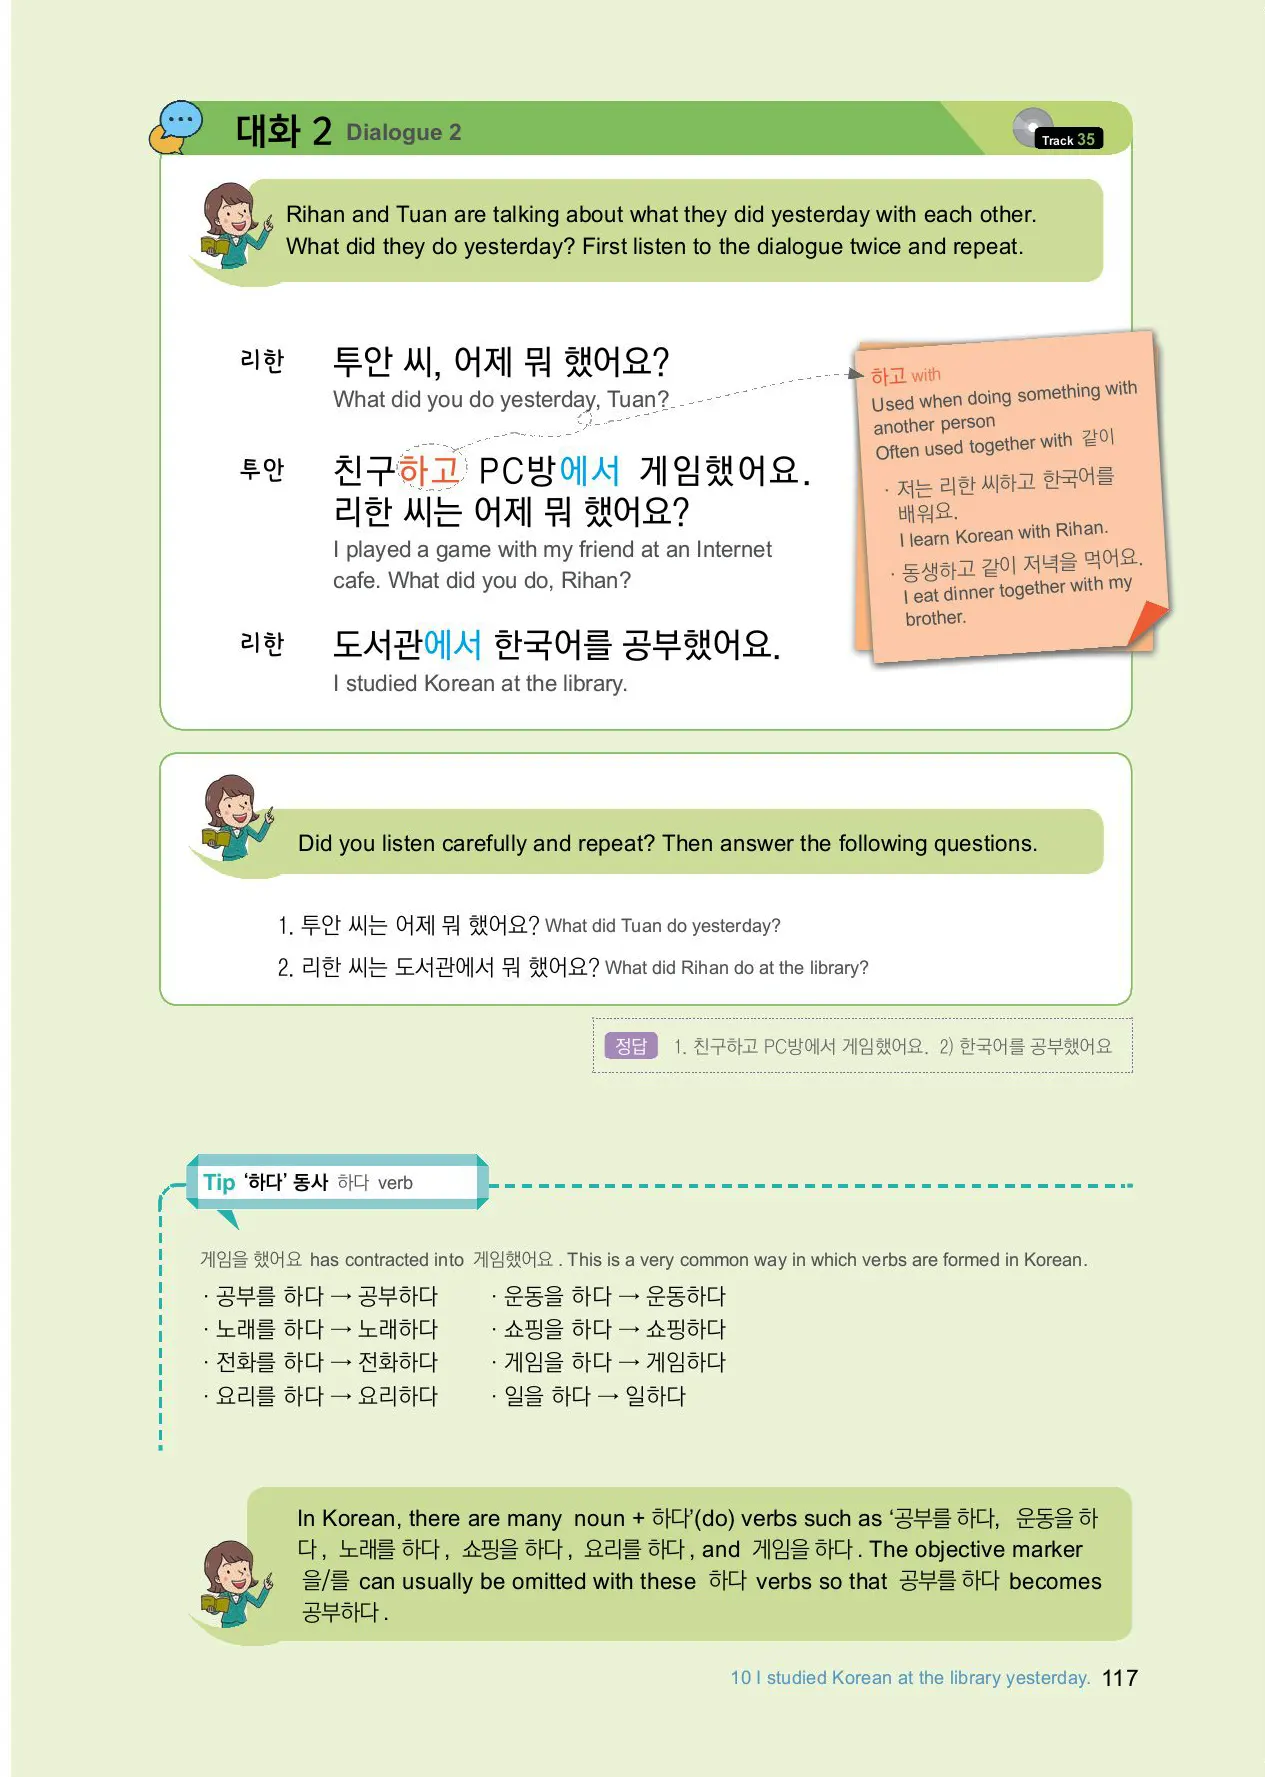 대화 2 Dialogue 2
Track 35
Rihan and Tuan are talking about what they did yesterday with each other.
What did they do yesterday? First listen to the dialogue twice and repeat.
리한 투안 씨, 어제 뭐 했어요?
What did you do yesterday, Tuan?
투안 친구하고 PC방에서 게임했어요.
리한 씨는 어제 뭐 했어요?
I played a game with my friend at an Internet
cafe. What did you do, Rihan?
리한 도서관에서 한국어를 공부했어요.
I studied Korean at the library.
하고 with
Used when doing something with
another person
Often used together with 같이
· 저는 리한 씨하고 한국어를
배워요.
I learn Korean with Rihan.
· 동생하고 같이 저녁을 먹어요.
I eat dinner together with my
brother.
Did you listen carefully and repeat? Then answer the following questions.
1. 투안 씨는 어제 뭐 했어요? What did Tuan do yesterday?
2. 리한 씨는 도서관에서 뭐 했어요? What did Rihan do at the library?
정답 1. 친구하고 PC방에서 게임했어요. 2) 한국어를 공부했어요
Tip ‘하다’ 동사 하다 verb
게임을 했어요 has contracted into 게임했어요 . This is a very common way in which verbs are formed in Korean.
· 공부를 하다 → 공부하다 · 운동을 하다 → 운동하다
· 노래를 하다 → 노래하다 · 쇼핑을 하다 → 쇼핑하다
· 전화를 하다 → 전화하다 · 게임을 하다 → 게임하다
· 요리를 하다 → 요리하다 · 일을 하다 → 일하다
In Korean, there are many noun + 하다’(do) verbs such as ‘공부를 하다, 운동을 하
다 , 노래를 하다 , 쇼핑을 하다 , 요리를 하다 , and 게임을 하다 . The objective marker
을/를 can usually be omitted with these 하다 verbs so that 공부를 하다 becomes
공부하다 .
10 I studied Korean at the library yesterday. 117